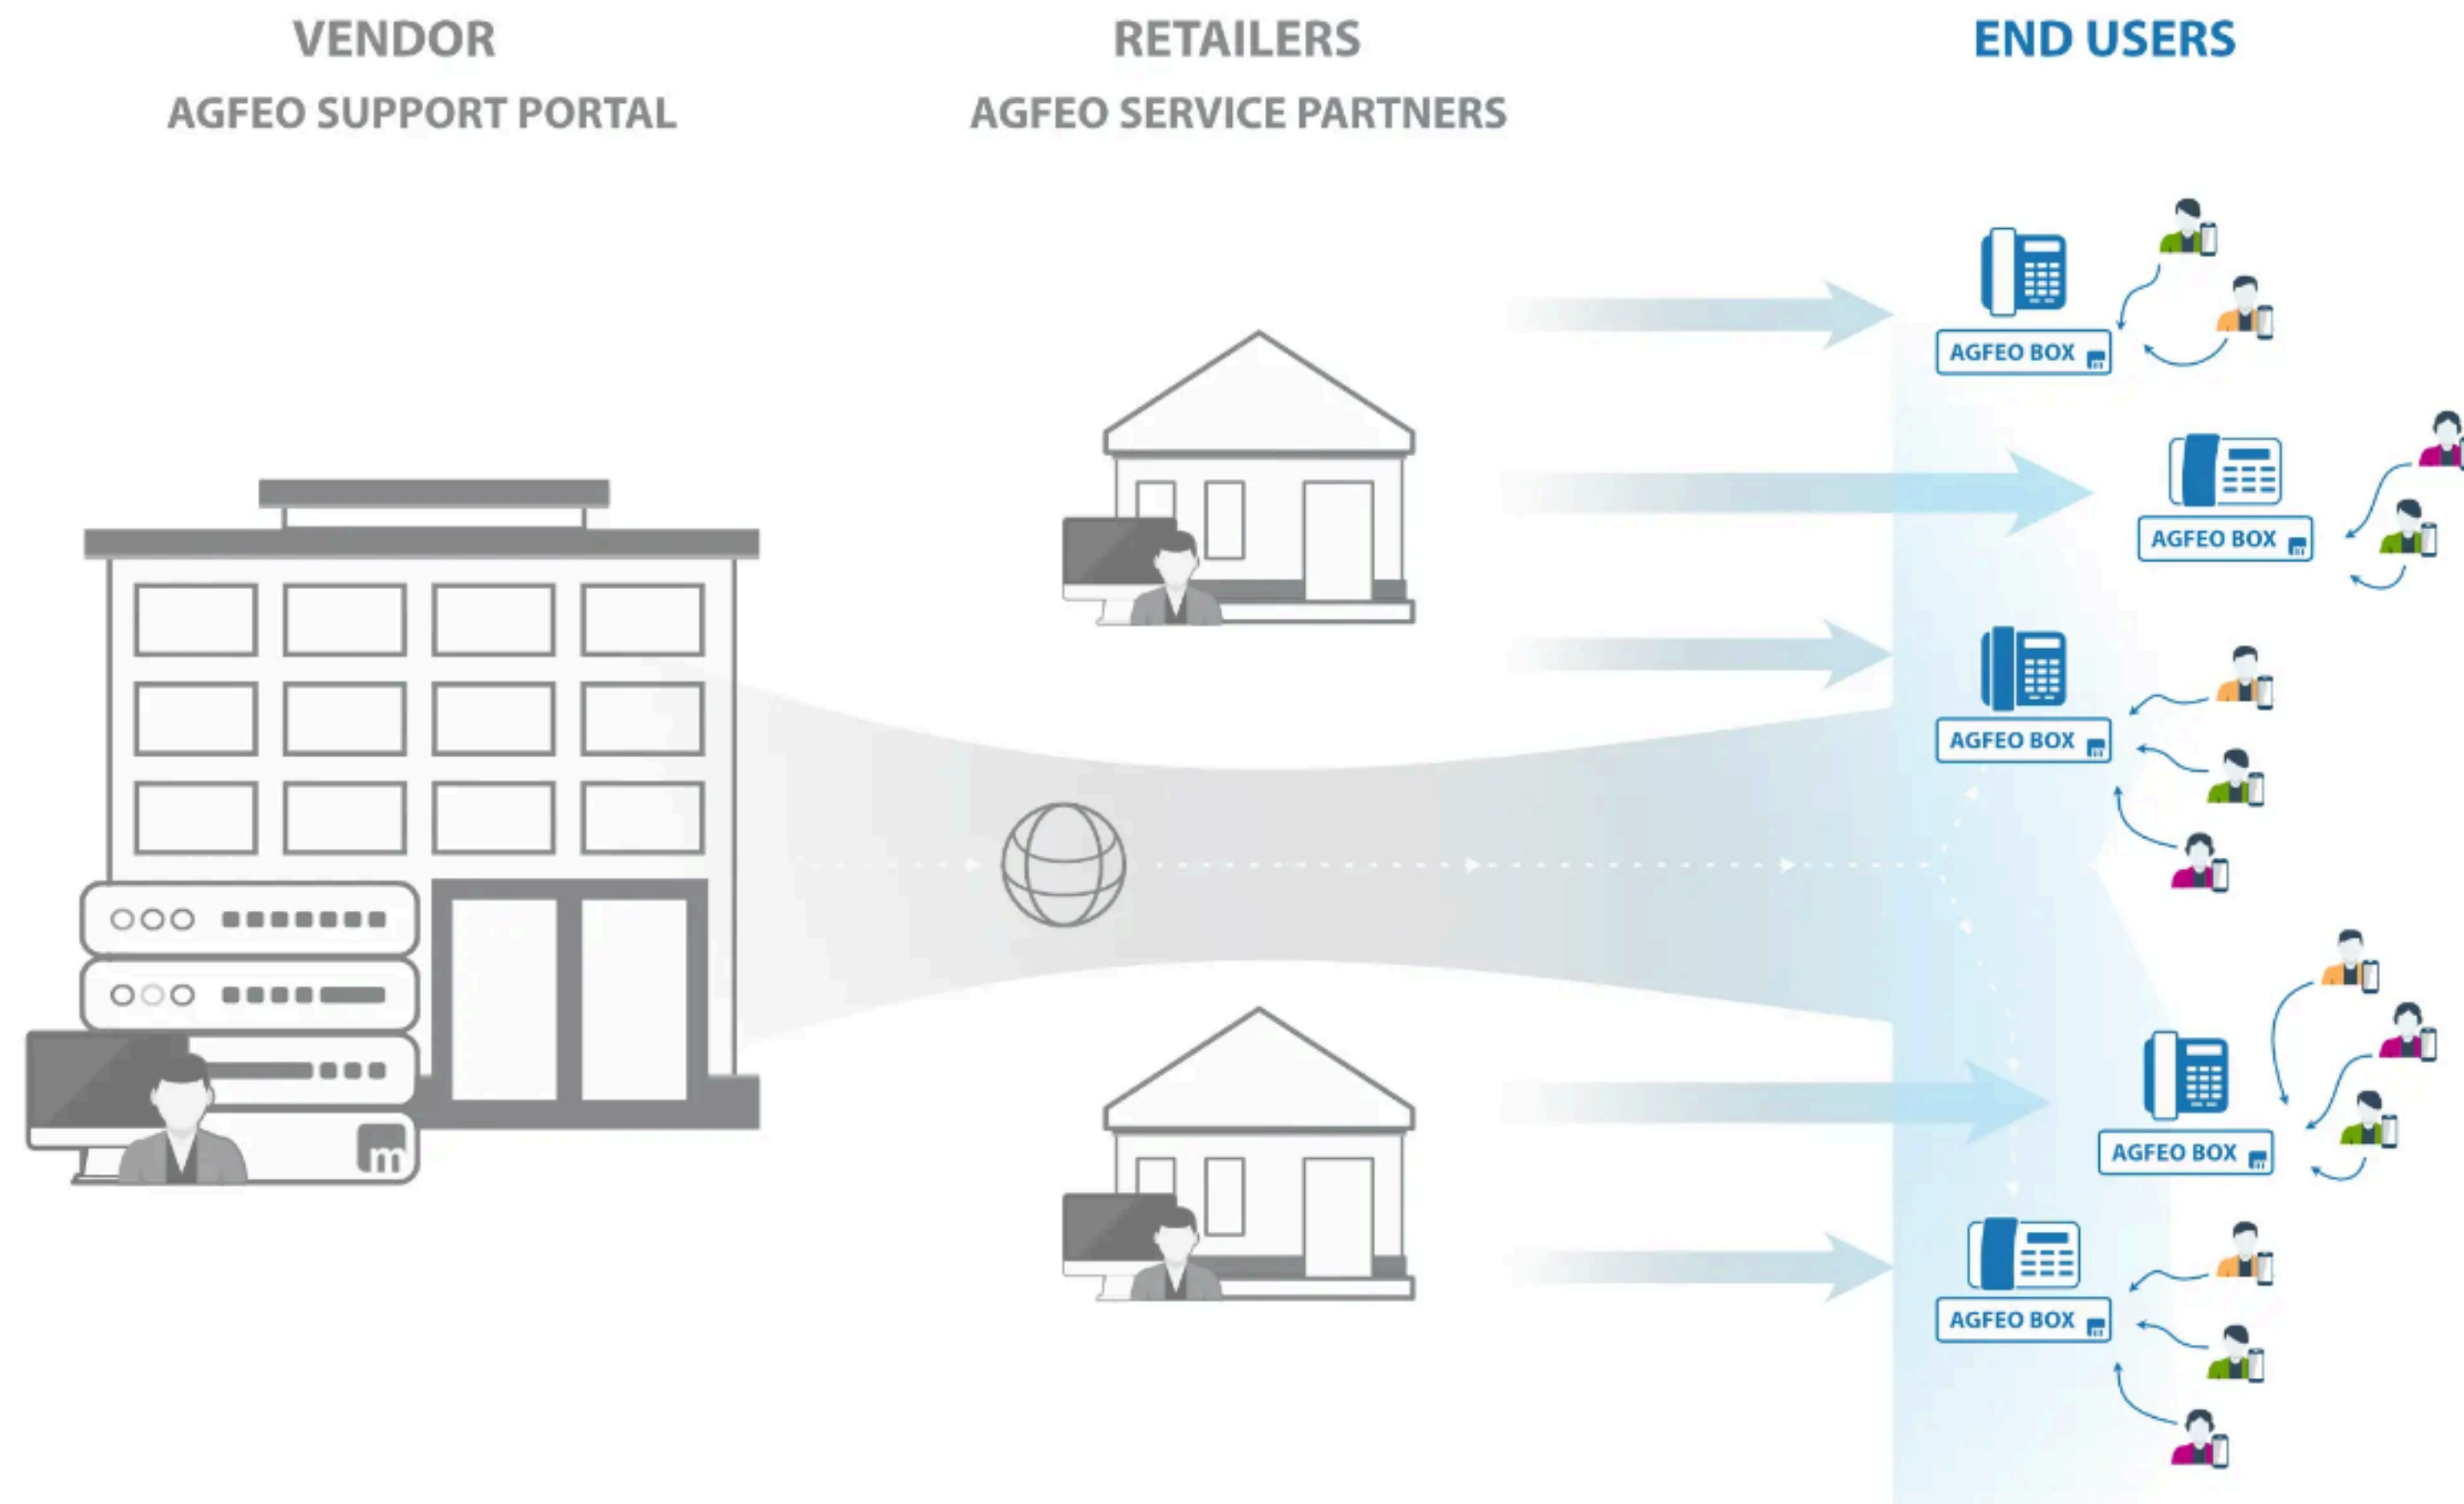 VENDOR
AGFEO SUPPORT PORTAL
RETAILERS
AGFEO SERVICE PARTNERS
END USERS
AGFEO BOX m
AGFEO BOX m
AGFEO BOX m
AGFEO BOX m
AGFEO BOX m
m